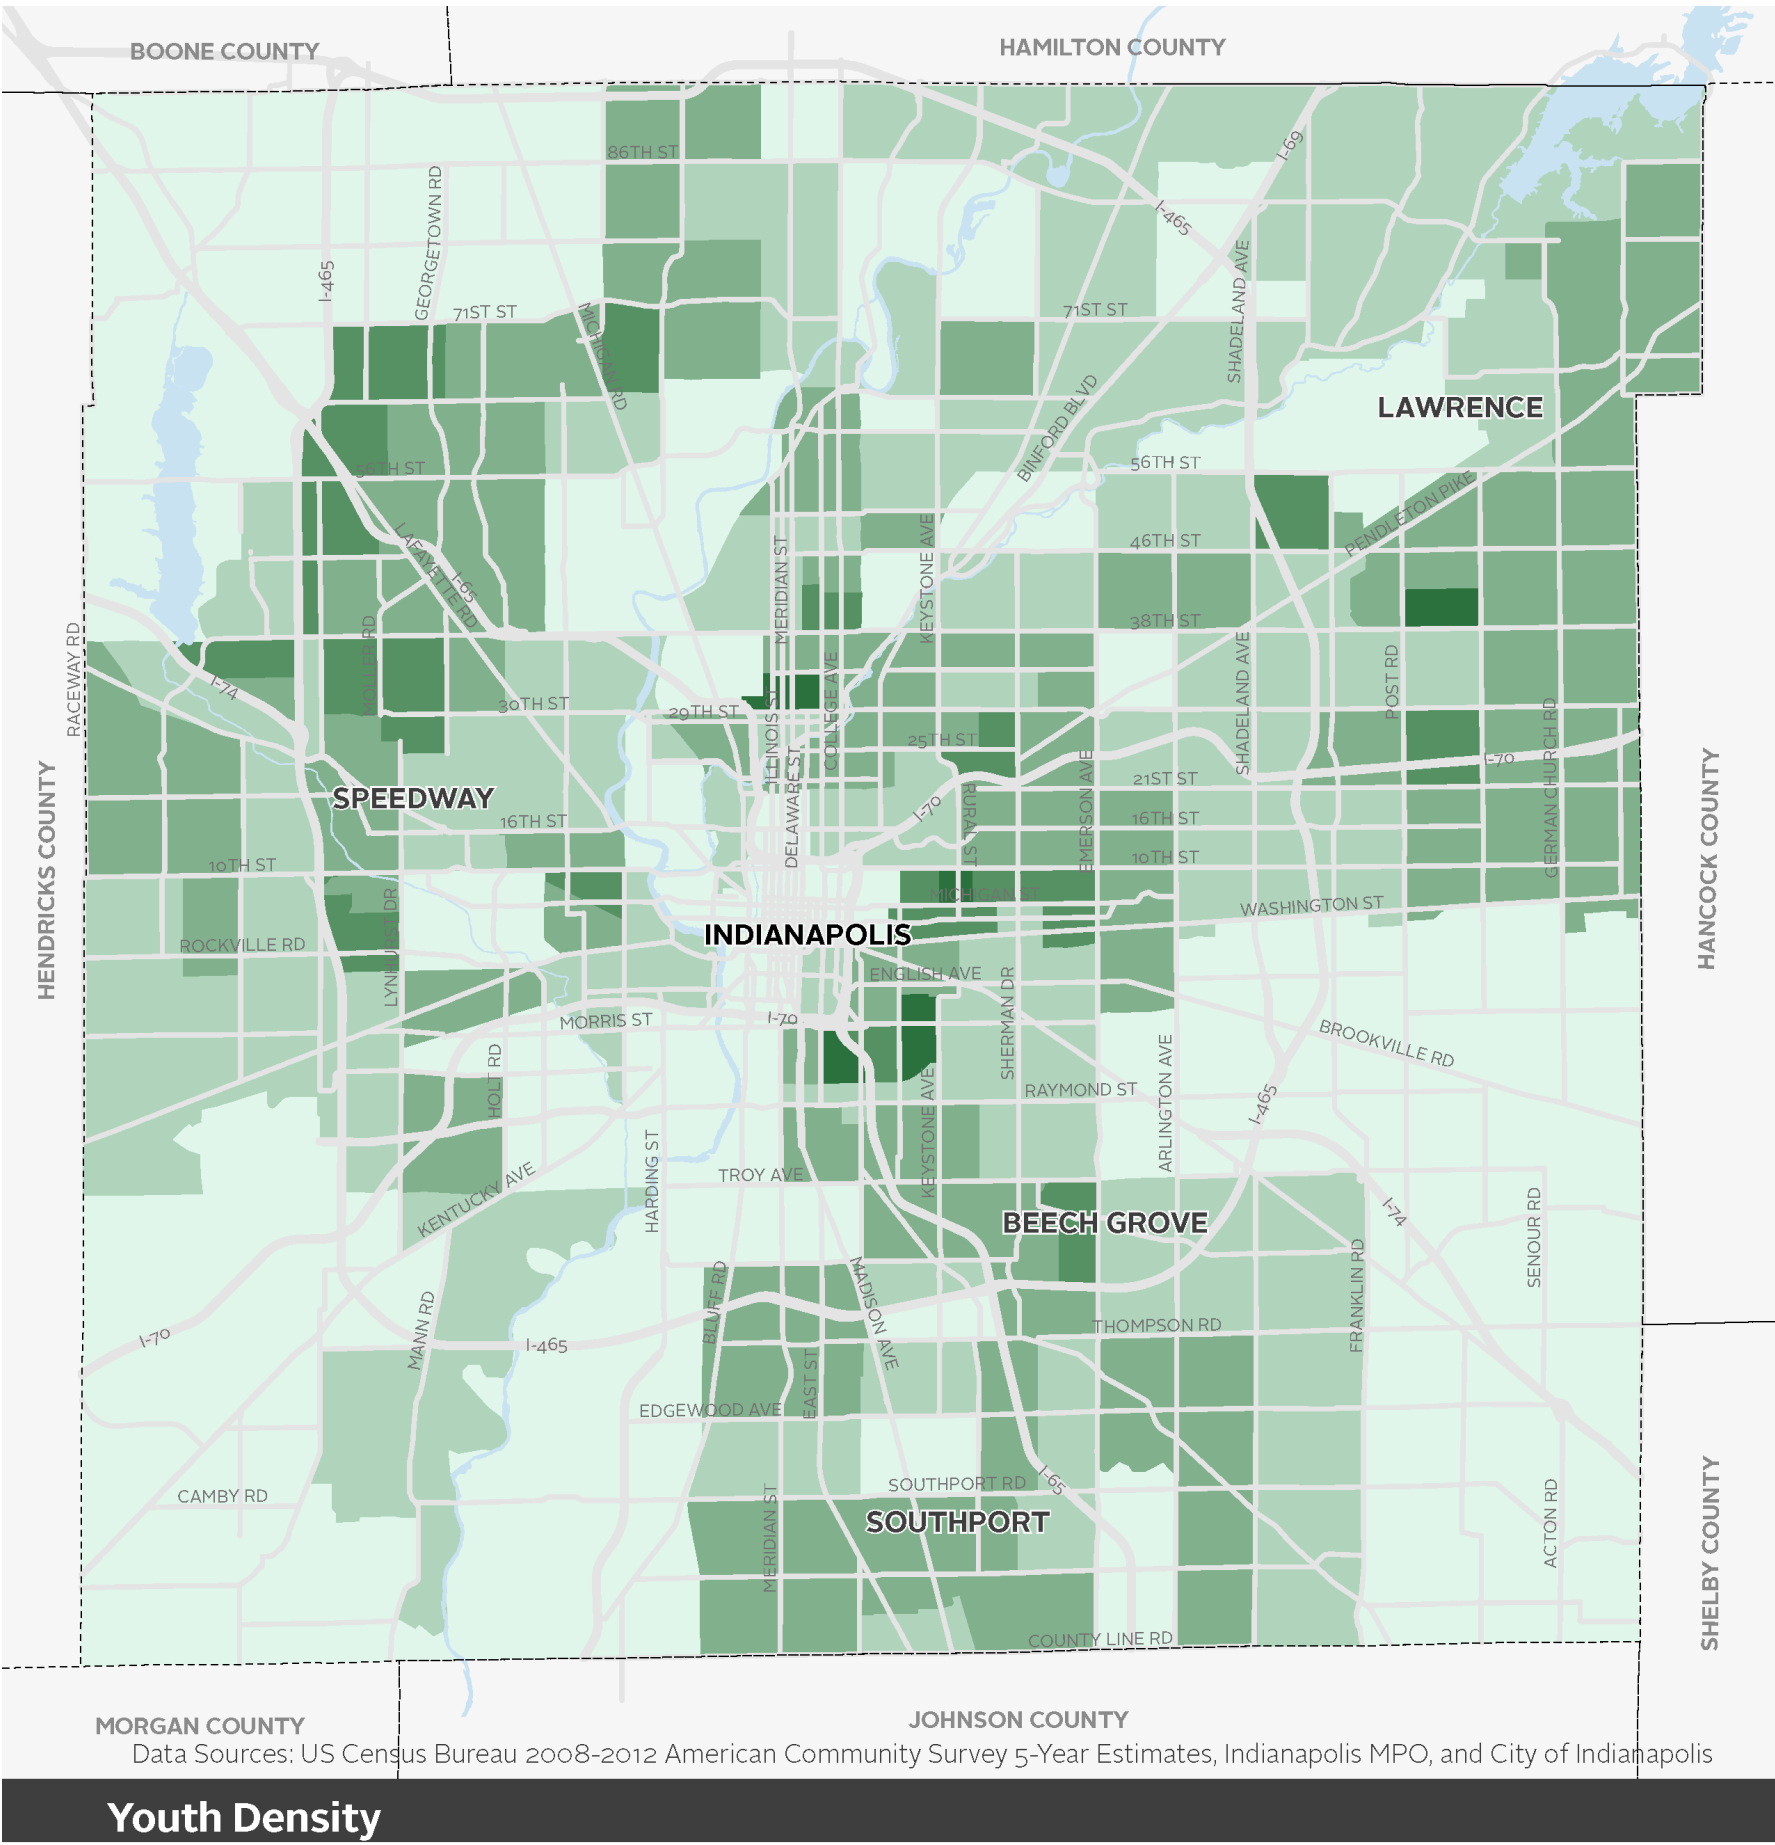 BOONE COUNTY
HAMILTON COUNTY
86TH ST
I-69
GEORGETOWN RD
I-465
I-465
SHADELAND AVE
71ST ST
MICHIGAN RD
71ST ST
BINFORD BLVD
LAWRENCE
56TH ST
56TH ST
PENDLETON PIKE
LAFAYETTE RD
I-65
MERIDIAN ST
KEYSTONE AVE
46TH ST
RACEWAY RD
MOLLER RD
38TH ST
I-74
COLLEGE AVE
SHADELAND AVE
POST RD
30TH ST
29TH ST
ILLINOIS ST
25TH ST
GERMAN CHURCH RD
I-70
HENDRICKS COUNTY
HANCOCK COUNTY
SPEEDWAY
DELAWARE ST
I-70
RURAL ST
EMERSON AVE
21ST ST
16TH ST
16TH ST
10TH ST
10TH ST
LYNHURST DR
MICHIGAN ST
WASHINGTON ST
INDIANAPOLIS
ROCKVILLE RD
ENGLISH AVE
SHERMAN DR
MORRIS ST
I-70
BROOKVILLE RD
HOLT RD
KEYSTONE AVE
RAYMOND ST
ARLINGTON AVE
I-465
HARDING ST
TROY AVE
KENTUCKY AVE
BEECH GROVE
I-74
SENOUR RD
FRANKLIN RD
BLUFF RD
MADISON AVE
MANN RD
I-70
I-465
THOMPSON RD
EAST ST
EDGEWOOD AVE
CAMBY RD
MERIDIAN ST
SOUTHPORT RD
I-65
SOUTHPORT
ACTON RD
SHELBY COUNTY
COUNTY LINE RD
MORGAN COUNTY
JOHNSON COUNTY
Data Sources: US Census Bureau 2008-2012 American Community Survey 5-Year Estimates, Indianapolis MPO, and City of Indianapolis
Youth Density